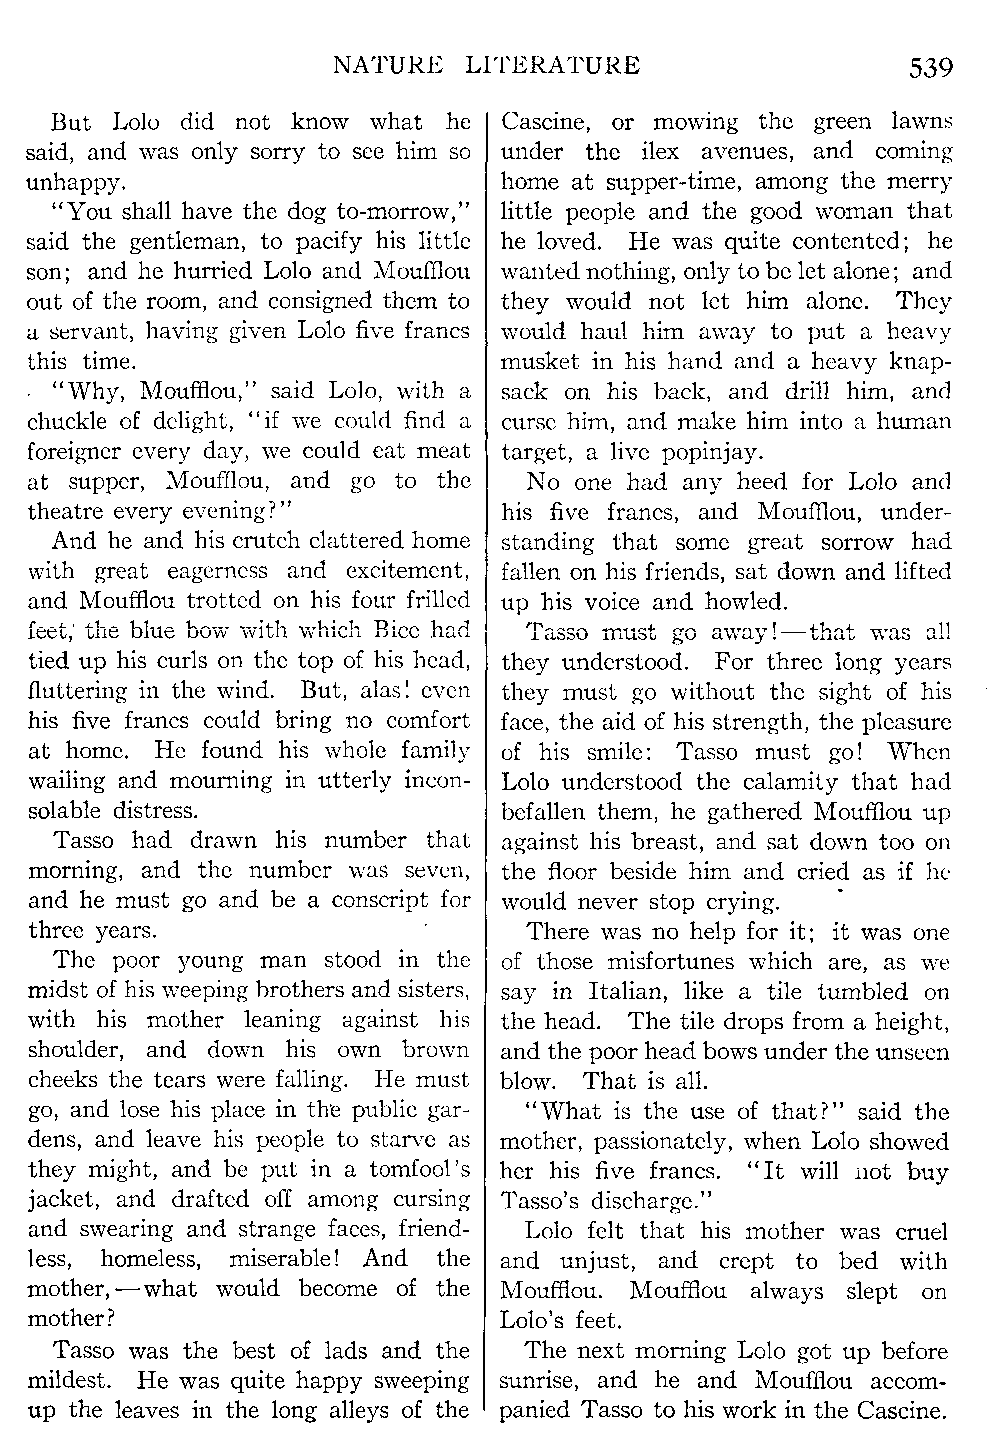 NATURE LITERATURE 539
But Lolo did not know what he
said, and was only sorry to see him so
unhappy.
"You shall have the dog to-morrow,"
said the gentleman, to pacify his little
son; and he hurried Lolo and Moufflou
out of the room, and consigned them to
a servant, having given Lolo five francs
this time.
"Why, Moufflou," said Lolo, with a
chuckle of delight, "if we could find a
foreigner every day, we could eat meat
at supper, Moufflou, and go to the
theatre every evening?"
And he and his crutch clattered home
with great eagerness and excitement,
and Moufflou trotted on his four frilled
feet, the blue bow with which Bice had
tied up his curls on the top of his head,
fluttering in the wind. But, alas! even
his five francs could bring no comfort
at home. He found his whole family
wailing and mourning in utterly incon-
solable distress.
Tasso had drawn his number that
morning, and the number was seven,
and he must go and be a conscript for
three years.
The poor young man stood in the
midst of his weeping brothers and sisters,
with his mother leaning against his
shoulder, and down his own brown
cheeks the tears were falling. He must
go, and lose his place in the public gar-
dens, and leave his people to starve as
they might, and be put in a tomfool's
jacket, and drafted off among cursing
and swearing and strange faces, friend-
less, homeless, miserable! And the
mother,—what would become of the
mother?
Tasso was the best of lads and the
mildest. He was quite happy sweeping
up the leaves in the long alleys of the
Cascine, or mowing the green lawns
under the ilex avenues, and coming
home at supper-time, among the merry
little people and the good woman that
he loved. He was quite contented; he
wanted nothing, only to be let alone; and
they would not let him alone. They
would haul him away to put a heavy
musket in his hand and a heavy knap-
sack on his back, and drill him, and
curse him, and make him into a human
target, a live popinjay.
No one had any heed for Lolo and
his five francs, and Moufflou, under-
standing that some great sorrow had
fallen on his friends, sat down and lifted
up his voice and howled.
Tasso must go away!—that was all
they understood. For three long years
they must go without the sight of his
face, the aid of his strength, the pleasure
of his smile: Tasso must go! When
Lolo understood the calamity that had
befallen them, he gathered Moufflou up
against his breast, and sat down too on
the floor beside him and cried as if he
would never stop crying.
There was no help for it; it was one
of those misfortunes which are, as we
say in Italian, like a tile tumbled on
the head. The tile drops from a height,
and the poor head bows under the unseen
blow. That is all.
"What is the use of that?" said the
mother, passionately, when Lolo showed
her his five francs. "It will not buy
Tasso's discharge."
Lolo felt that his mother was cruel
and unjust, and crept to bed with
Moufflou. Moufflou always slept on
Lolo's feet.
The next morning Lolo got up before
sunrise, and he and Moufflou accom-
panied Tasso to his work in the Cascine.